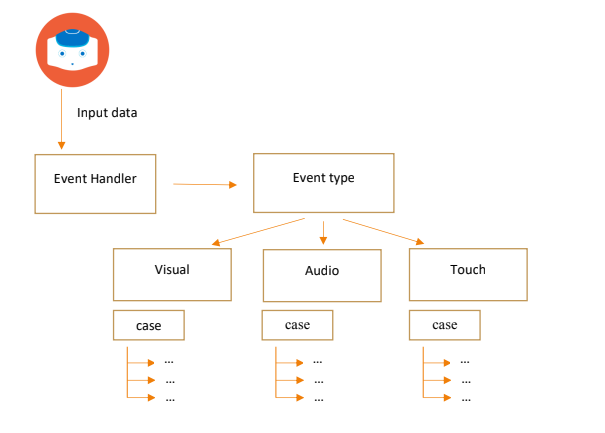 Input data
Event Handler
Event type
Visual
Audio
Touch
case
case
case
... ... ...
... ... ...
... ... ...